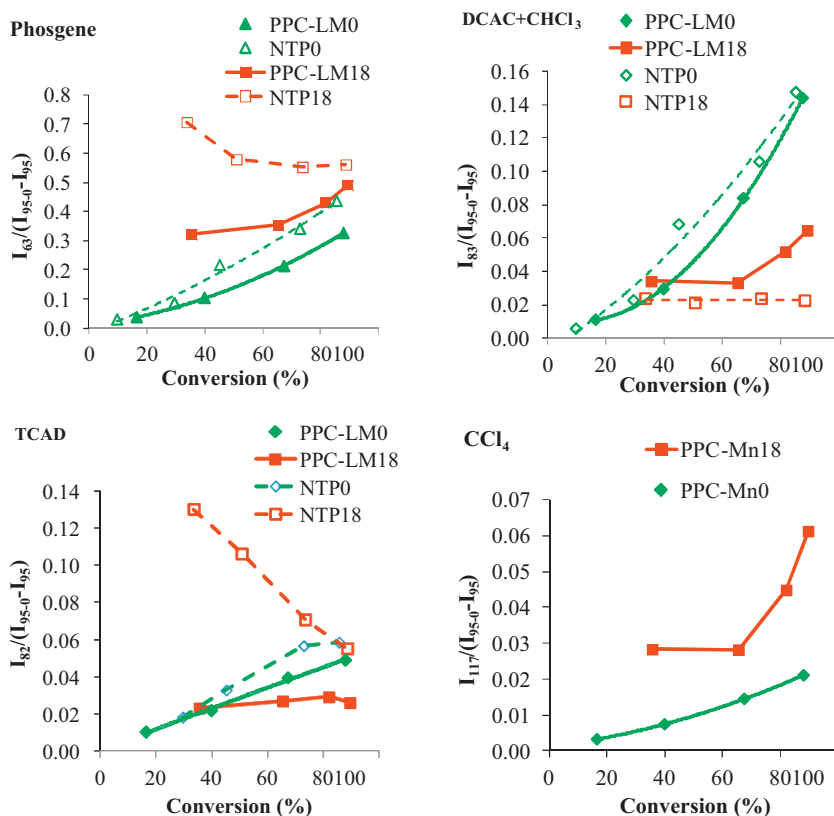 Phosgene
PPC-LM0
NTP0
PPC-LM18
NTP18
I63/(I95-0-I95)
0.8
0.7
0.6
0.5
0.4
0.3
0.2
0.1
0.0
0 20 40 60 80100
Conversion (%)
DCAC+CHCl3
PPC-LM0
PPC-LM18
NTP0
NTP18
I83/(I95-0-I95)
0.16
0.14
0.12
0.10
0.08
0.06
0.04
0.02
0.00
0 20 40 60 80100
Conversion (%)
TCAD
PPC-LM0
PPC-LM18
NTP0
NTP18
I82/(I95-0-I95)
0.14
0.12
0.10
0.08
0.06
0.04
0.02
0.00
0 20 40 60 80100
Conversion (%)
CCl4
PPC-Mn18
PPC-Mn0
I117/(I95-0-I95)
0.07
0.06
0.05
0.04
0.03
0.02
0.01
0.00
0 20 40 60 80100
Conversion (%)